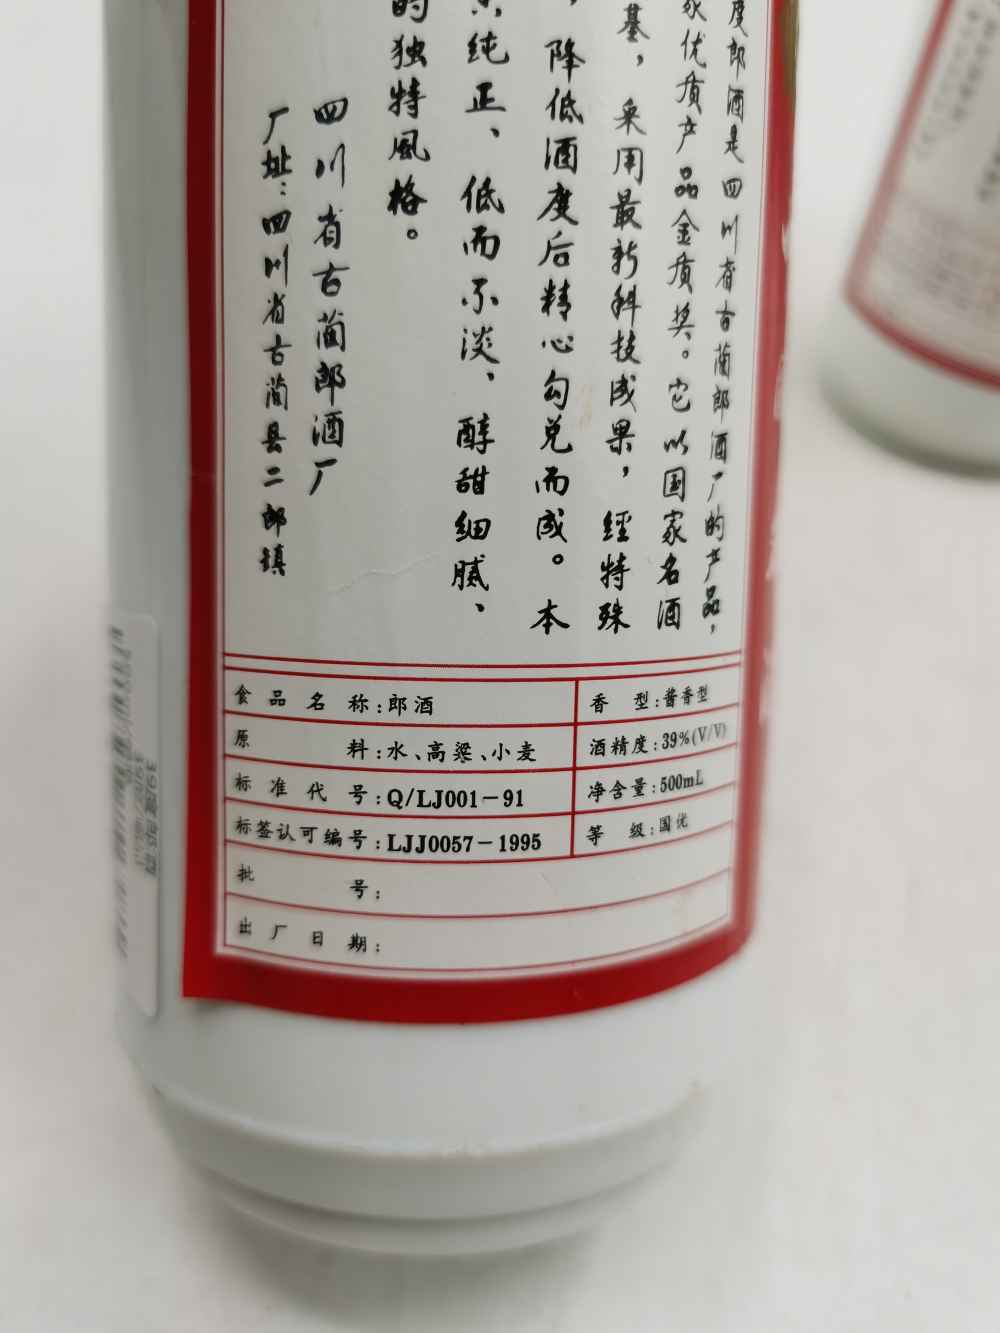 度郎酒是四川省古蔺郎酒厂的产品,
家优质产品金质奖。它以国家名酒
基,采用最新科技成果,經特殊
,降低酒度后精心勾兑而成。本
纯正、低而不淡、醇甜细腻、
的独特風格。
四川省古蔺郎酒厂
厂址:四川省古蔺县二郎镇
食品名称:郎酒
香型:酱香型
原料:水、高粱、小麦
酒精度:39%(V/V)
标准代号:Q/LJ001-91
净含量:500mL
标签认可编号:LJJ0057-1995
等级:国优
批号:
出厂日期: